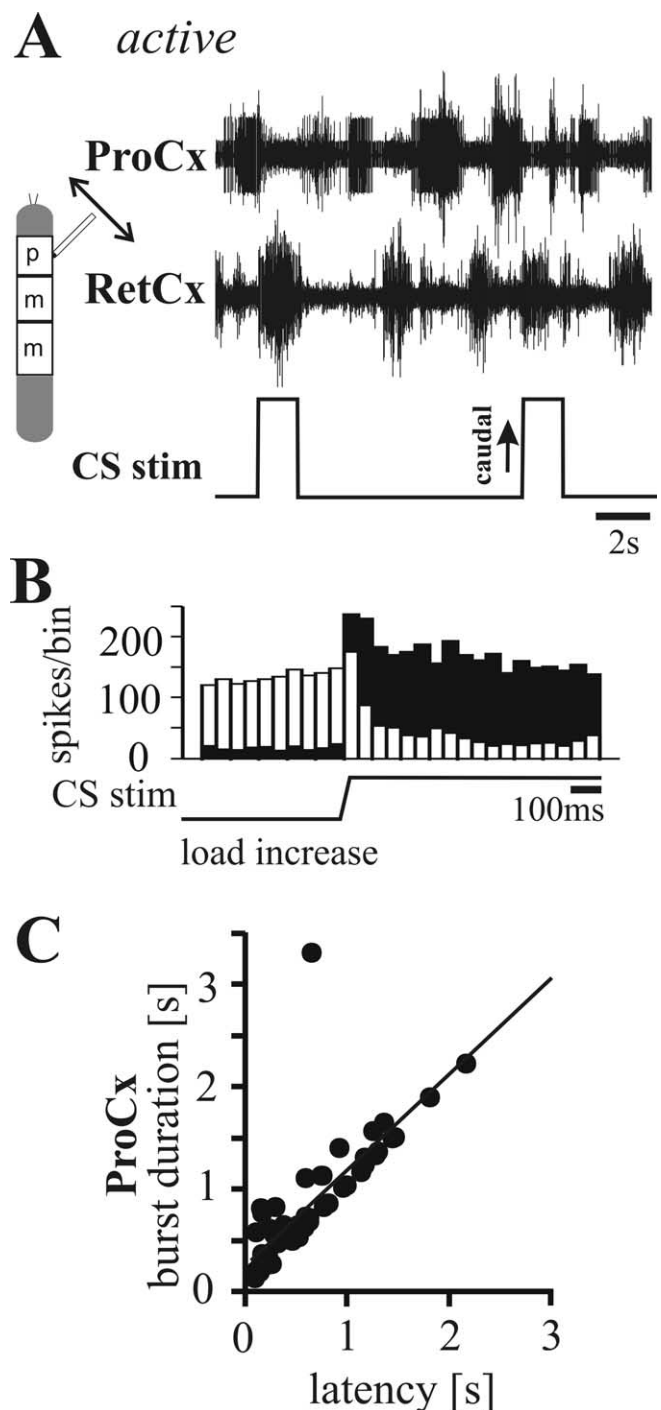 A active
ProCx
p
m
m
RetCx
CS stim
caudal
2s
B
spikes/bin
200
100
0
CS stim
100ms
load increase
C
ProCx
burst duration [s]
3
2
1
0
0 1 2 3
latency [s]